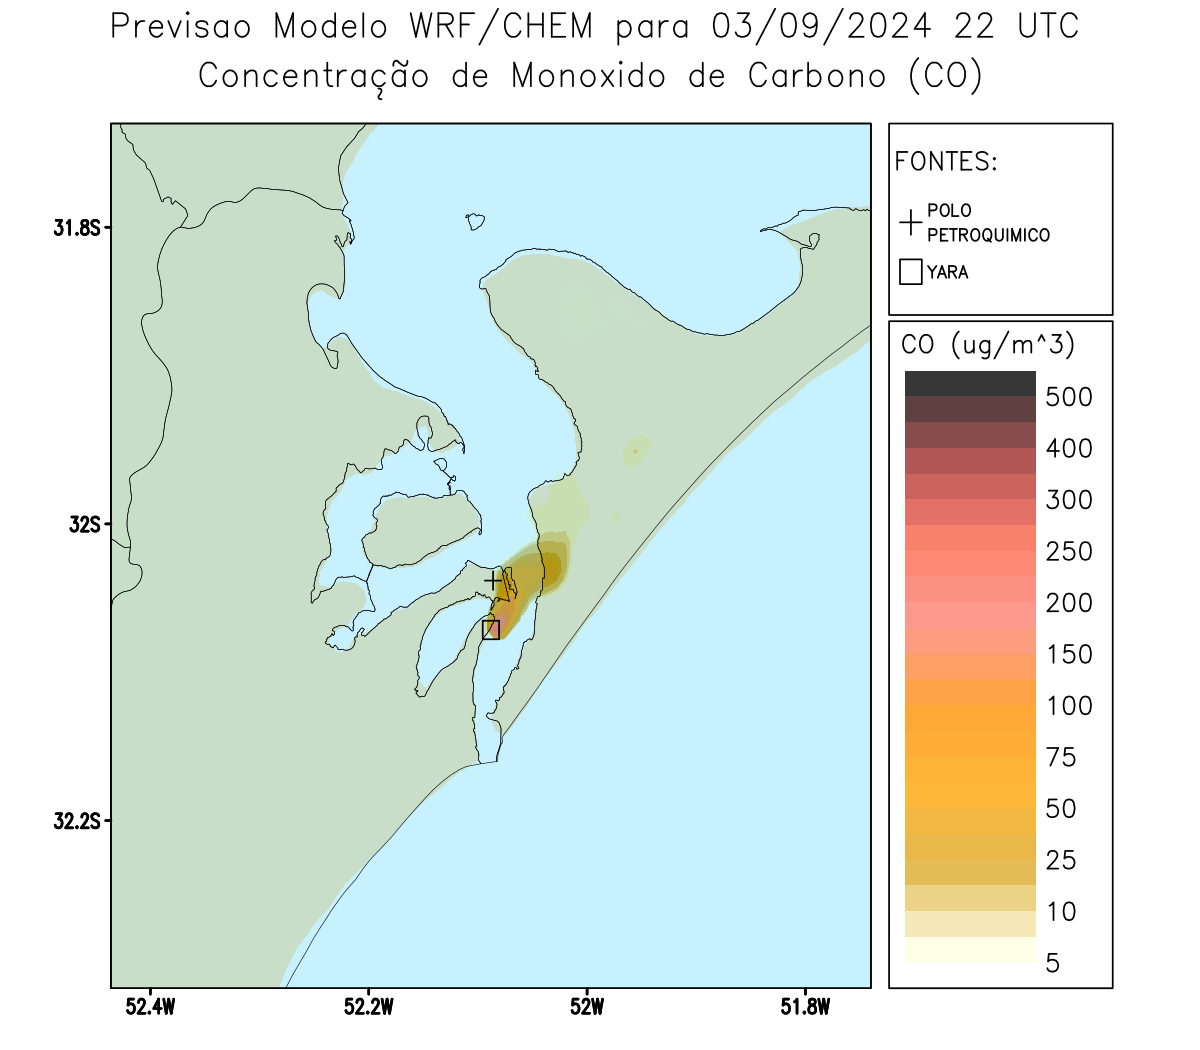 Previsao Modelo WRF/CHEM para 03/09/2024 22 UTC
Concentração de Monoxido de Carbono (CO)
FONTES:
POLO
PETROQUIMICO
YARA
CO (ug/m^3)
500
400
300
250
200
150
100
75
50
25
10
5
31.8S
32S
32.2S
52.4W
52.2W
52W
51.8W